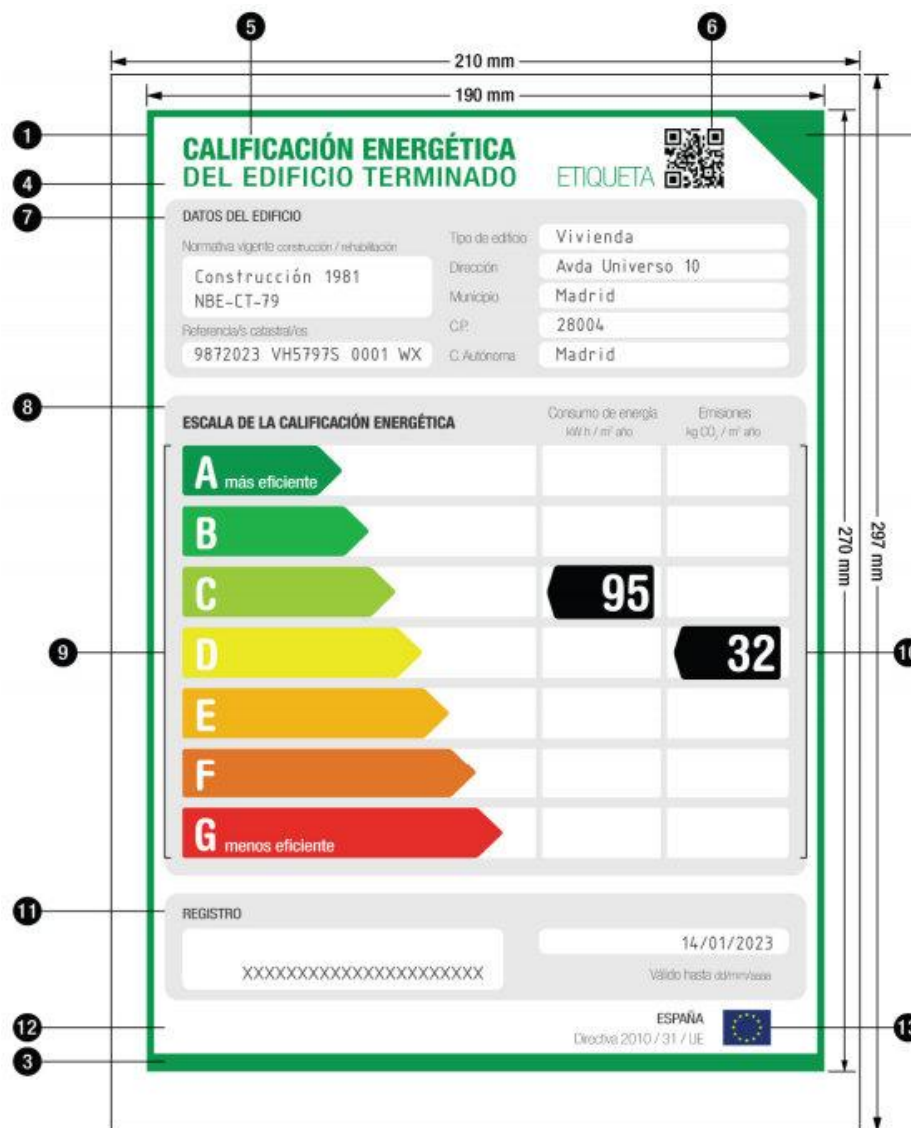 5
6
210 mm
190 mm
1
CALIFICACIÓN ENERGÉTICA
4
DEL EDIFICIO TERMINADO
ETIQUETA
7
DATOS DEL EDIFICIO
Normativa vigente construcción / rehabilitación
Construcción 1981
NBE-CT-79
Referencia/s catastral/es
9872023 VH5797S 0001 WX
Tipo de edificio Vivienda
Dirección Avda Universo 10
Municipio Madrid
C.P. 28004
C. Autónoma Madrid
8
ESCALA DE LA CALIFICACIÓN ENERGÉTICA
Consumo de energía
kW h / m² año
Emisiones
kg CO₂ / m² año
A más eficiente
B
C 95
D 32
E
F
G menos eficiente
9
10
270 mm
297 mm
11
REGISTRO
XXXXXXXXXXXXXXXXXXXXXXX
14/01/2023
Válido hasta dd/mm/aaaa
12
ESPAÑA
Directiva 2010 / 31 / UE
13
3